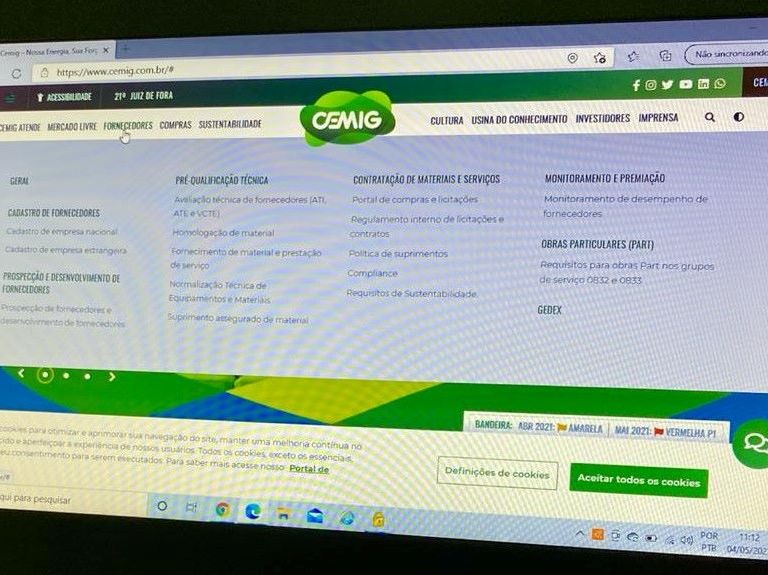 Cemig - Nossa Energia, Sua Forç
https://www.cemig.com.br/#
Não sincronizando
ACESSIBILIDADE
21º JUIZ DE FORA
CEMIG ATENDE MERCADO LIVRE FORNECEDORES COMPRAS SUSTENTABILIDADE
CEMIG
CULTURA USINA DO CONHECIMENTO INVESTIDORES IMPRENSA
GERAL
CADASTRO DE FORNECEDORES
Cadastro de empresa nacional
Cadastro de empresa estrangeira
PROSPECÇÃO E DESENVOLVIMENTO DE
FORNECEDORES
Prospecção de fornecedores e
desenvolvimento de fornecedores
PRÉ-QUALIFICAÇÃO TÉCNICA
Avaliação técnica de fornecedores (ATI,
ATE e VCTE)
Homologação de material
Fornecimento de material e prestação
de serviço
Normalização Técnica de
Equipamentos e Materiais
Suprimento assegurado de material
CONTRATAÇÃO DE MATERIAIS E SERVIÇOS
Portal de compras e licitações
Regulamento interno de licitações e
contratos
Política de suprimentos
Compliance
Requisitos de Sustentabilidade
MONITORAMENTO E PREMIAÇÃO
Monitoramento de desempenho de
fornecedores
OBRAS PARTICULARES (PART)
Requisitos para obras Part nos grupos
de serviço 0832 e 0833
GEDEX
BANDEIRA: ABR 2021: AMARELA | MAI 2021: VERMELHA P1
cookies para otimizar e aprimorar sua navegação do site, manter uma melhoria contínua no
cido e aperfeiçoar a experiência de nossos usuários. Todos os cookies, exceto os essenciais,
eu consentimento para serem executados. Para saber mais acesse nosso Portal de
Definições de cookies
Aceitar todos os cookies
qui para pesquisar
POR
PTB
11:12
04/05/202